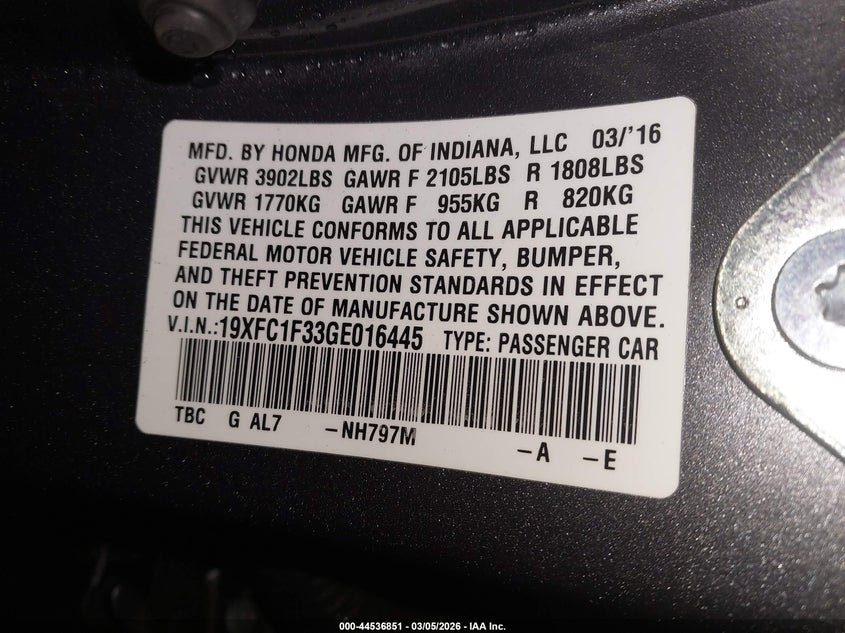 MFD. BY HONDA MFG. OF INDIANA, LLC 03/'16
GVWR 3902LBS GAWR F 2105LBS R 1808LBS
GVWR 1770KG GAWR F 955KG R 820KG
THIS VEHICLE CONFORMS TO ALL APPLICABLE
FEDERAL MOTOR VEHICLE SAFETY, BUMPER,
AND THEFT PREVENTION STANDARDS IN EFFECT
ON THE DATE OF MANUFACTURE SHOWN ABOVE.
V.I.N.:19XFC1F33GE016445 TYPE: PASSENGER CAR
TBC G AL7 -NH797M -A -E
000-44536851 - 03/05/2026 - IAA Inc.